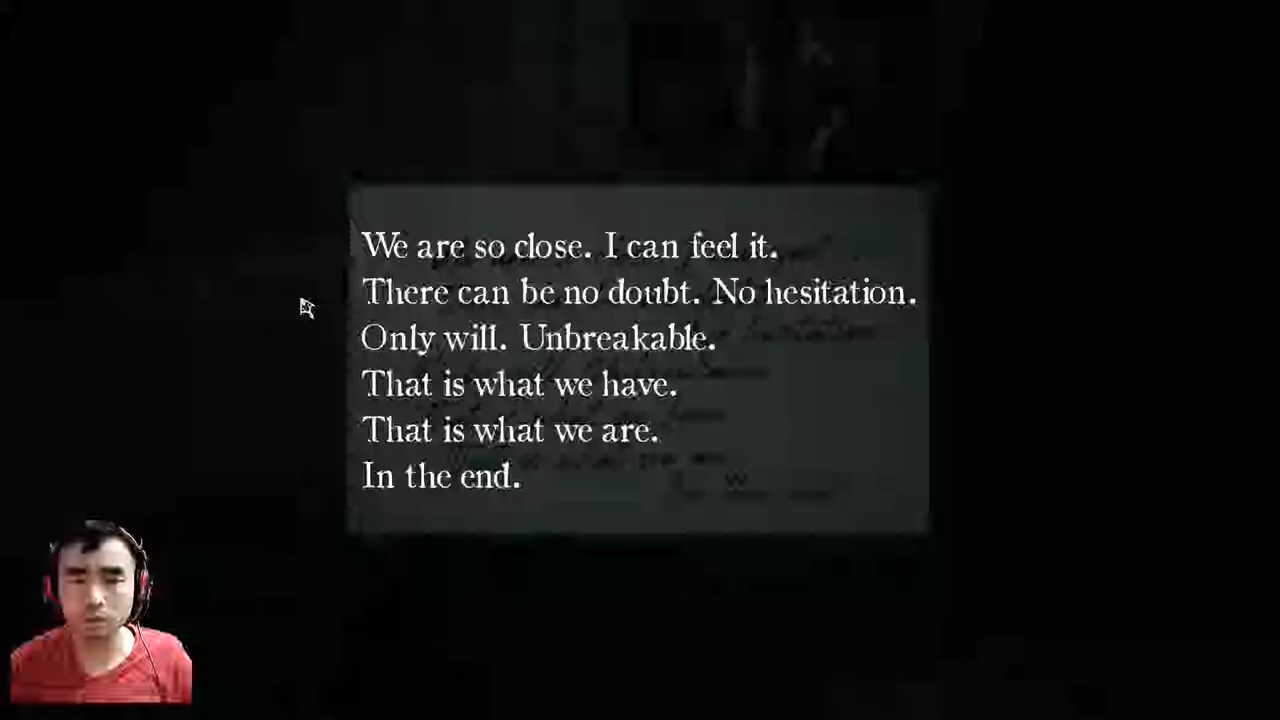 We are so close. I can feel it.
There can be no doubt. No hesitation.
Only will. Unbreakable.
That is what we have.
That is what we are.
In the end.